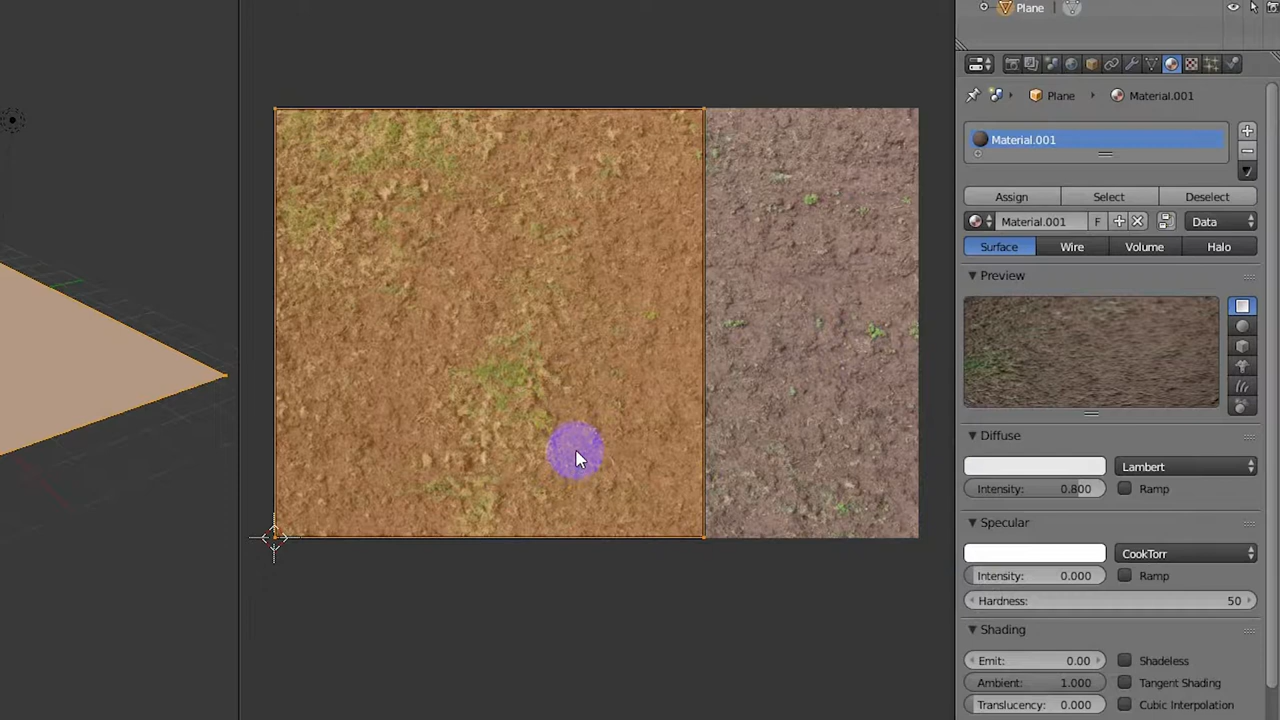 Plane
Plane Material.001
Material.001
Assign Select Deselect
Material.001 F Data
Surface Wire Volume Halo
Preview
Diffuse
Lambert
Intensity: 0.800 Ramp
Specular
CookTorr
Intensity: 0.000 Ramp
Hardness: 50
Shading
Emit: 0.00 Shadeless
Ambient: 1.000 Tangent Shading
Translucency: 0.000 Cubic Interpolation